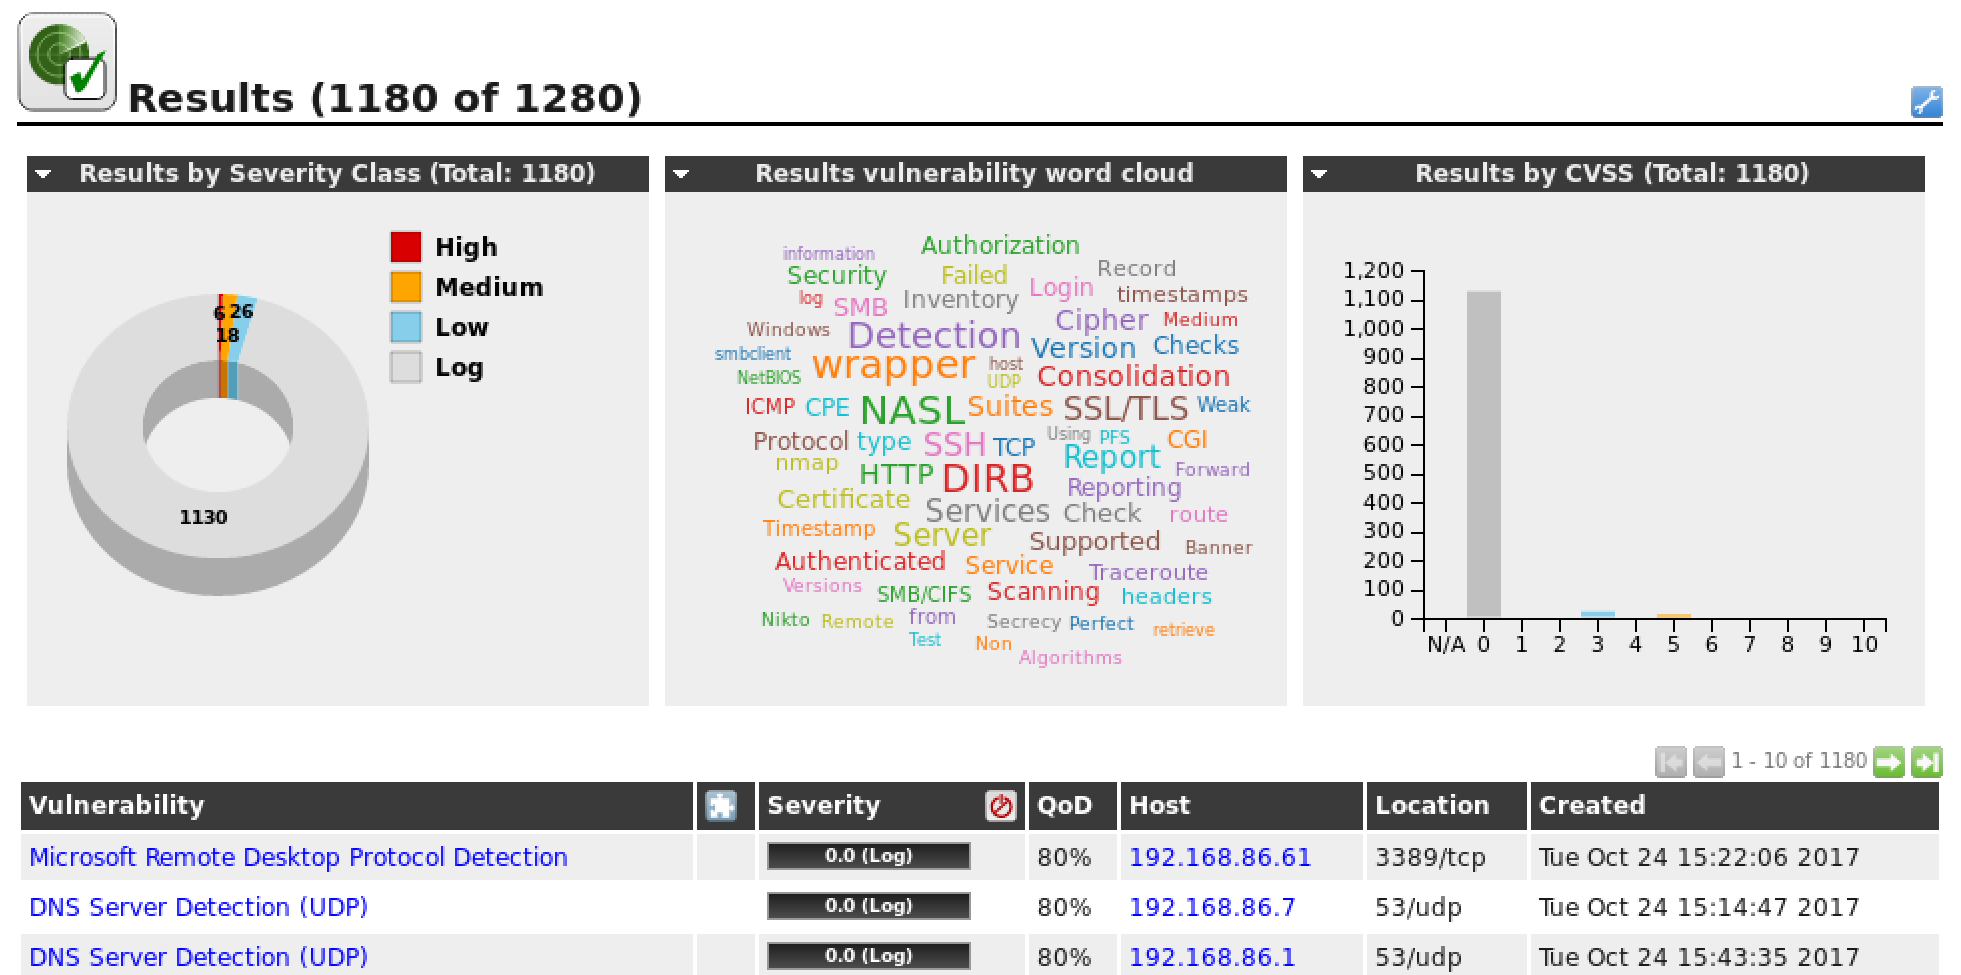 Results (1180 of 1280)
Results by Severity Class (Total: 1180)
High
Medium
Low
Log
6 26
18
1130
Results vulnerability word cloud
Authorization
information
Security Failed Record
log SMB Inventory Login timestamps
Windows Detection Cipher Medium
smbclient wrapper host Version Checks
NetBIOS UDP Consolidation
ICMP CPE NASL Suites SSL/TLS Weak
Protocol type SSH TCP Using PFS CGI
nmap HTTP DIRB Report Forward
Certificate Services Reporting
Check route
Timestamp Server Supported Banner
Authenticated Service Traceroute
Versions SMB/CIFS Scanning headers
Nikto Remote from Secrecy Perfect retrieve
Test Non
Algorithms
Results by CVSS (Total: 1180)
1,200
1,100
1,000
900
800
700
600
500
400
300
200
100
0
N/A 0 1 2 3 4 5 6 7 8 9 10
1 - 10 of 1180
Vulnerability Severity QoD Host Location Created
Microsoft Remote Desktop Protocol Detection 0.0 (Log) 80% 192.168.86.61 3389/tcp Tue Oct 24 15:22:06 2017
DNS Server Detection (UDP) 0.0 (Log) 80% 192.168.86.7 53/udp Tue Oct 24 15:14:47 2017
DNS Server Detection (UDP) 0.0 (Log) 80% 192.168.86.1 53/udp Tue Oct 24 15:43:35 2017